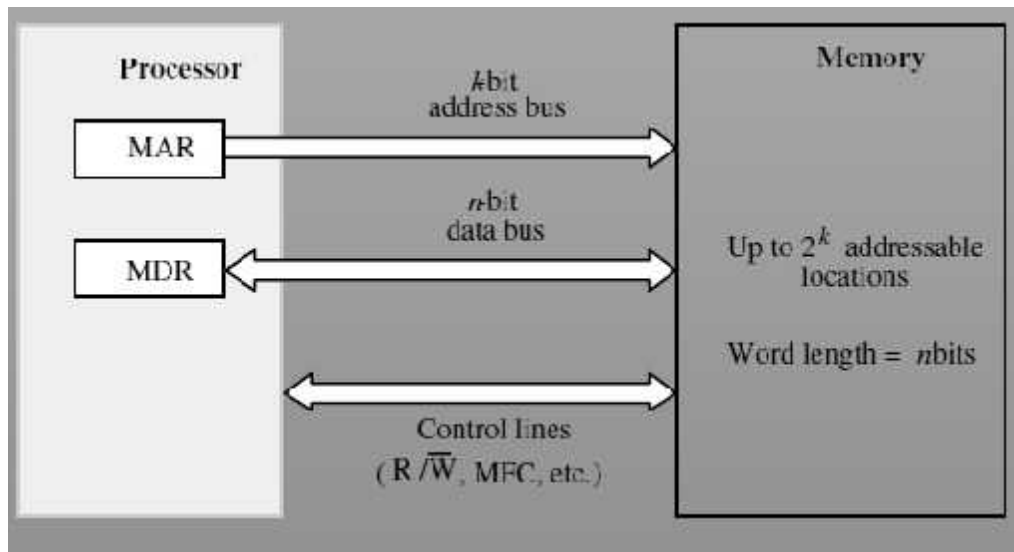 Processor
MAR
MDR
k-bit
address bus
n-bit
data bus
Control lines
( R / W̅, MFC, etc.)
Memory
Up to 2^k addressable
locations
Word length = n bits